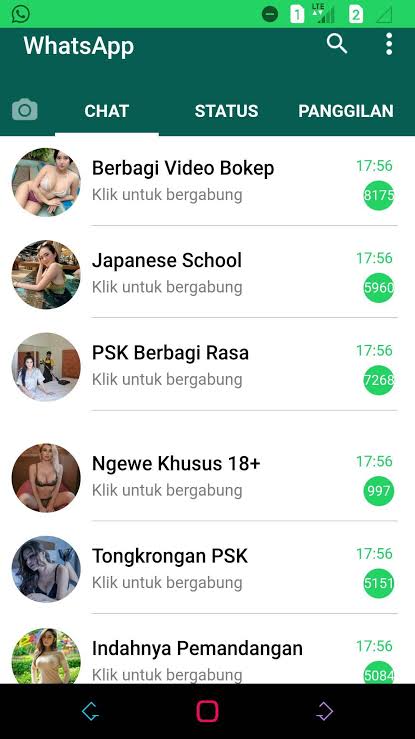 1 LTE 2
WhatsApp
CHAT STATUS PANGGILAN
Berbagi Video Bokep 17:56
Klik untuk bergabung 8175
Japanese School 17:56
Klik untuk bergabung 5960
PSK Berbagi Rasa 17:56
Klik untuk bergabung 7268
Ngewe Khusus 18+ 17:56
Klik untuk bergabung 997
Tongkrongan PSK 17:56
Klik untuk bergabung 5151
Indahnya Pemandangan 17:56
Klik untuk bergabung 5084